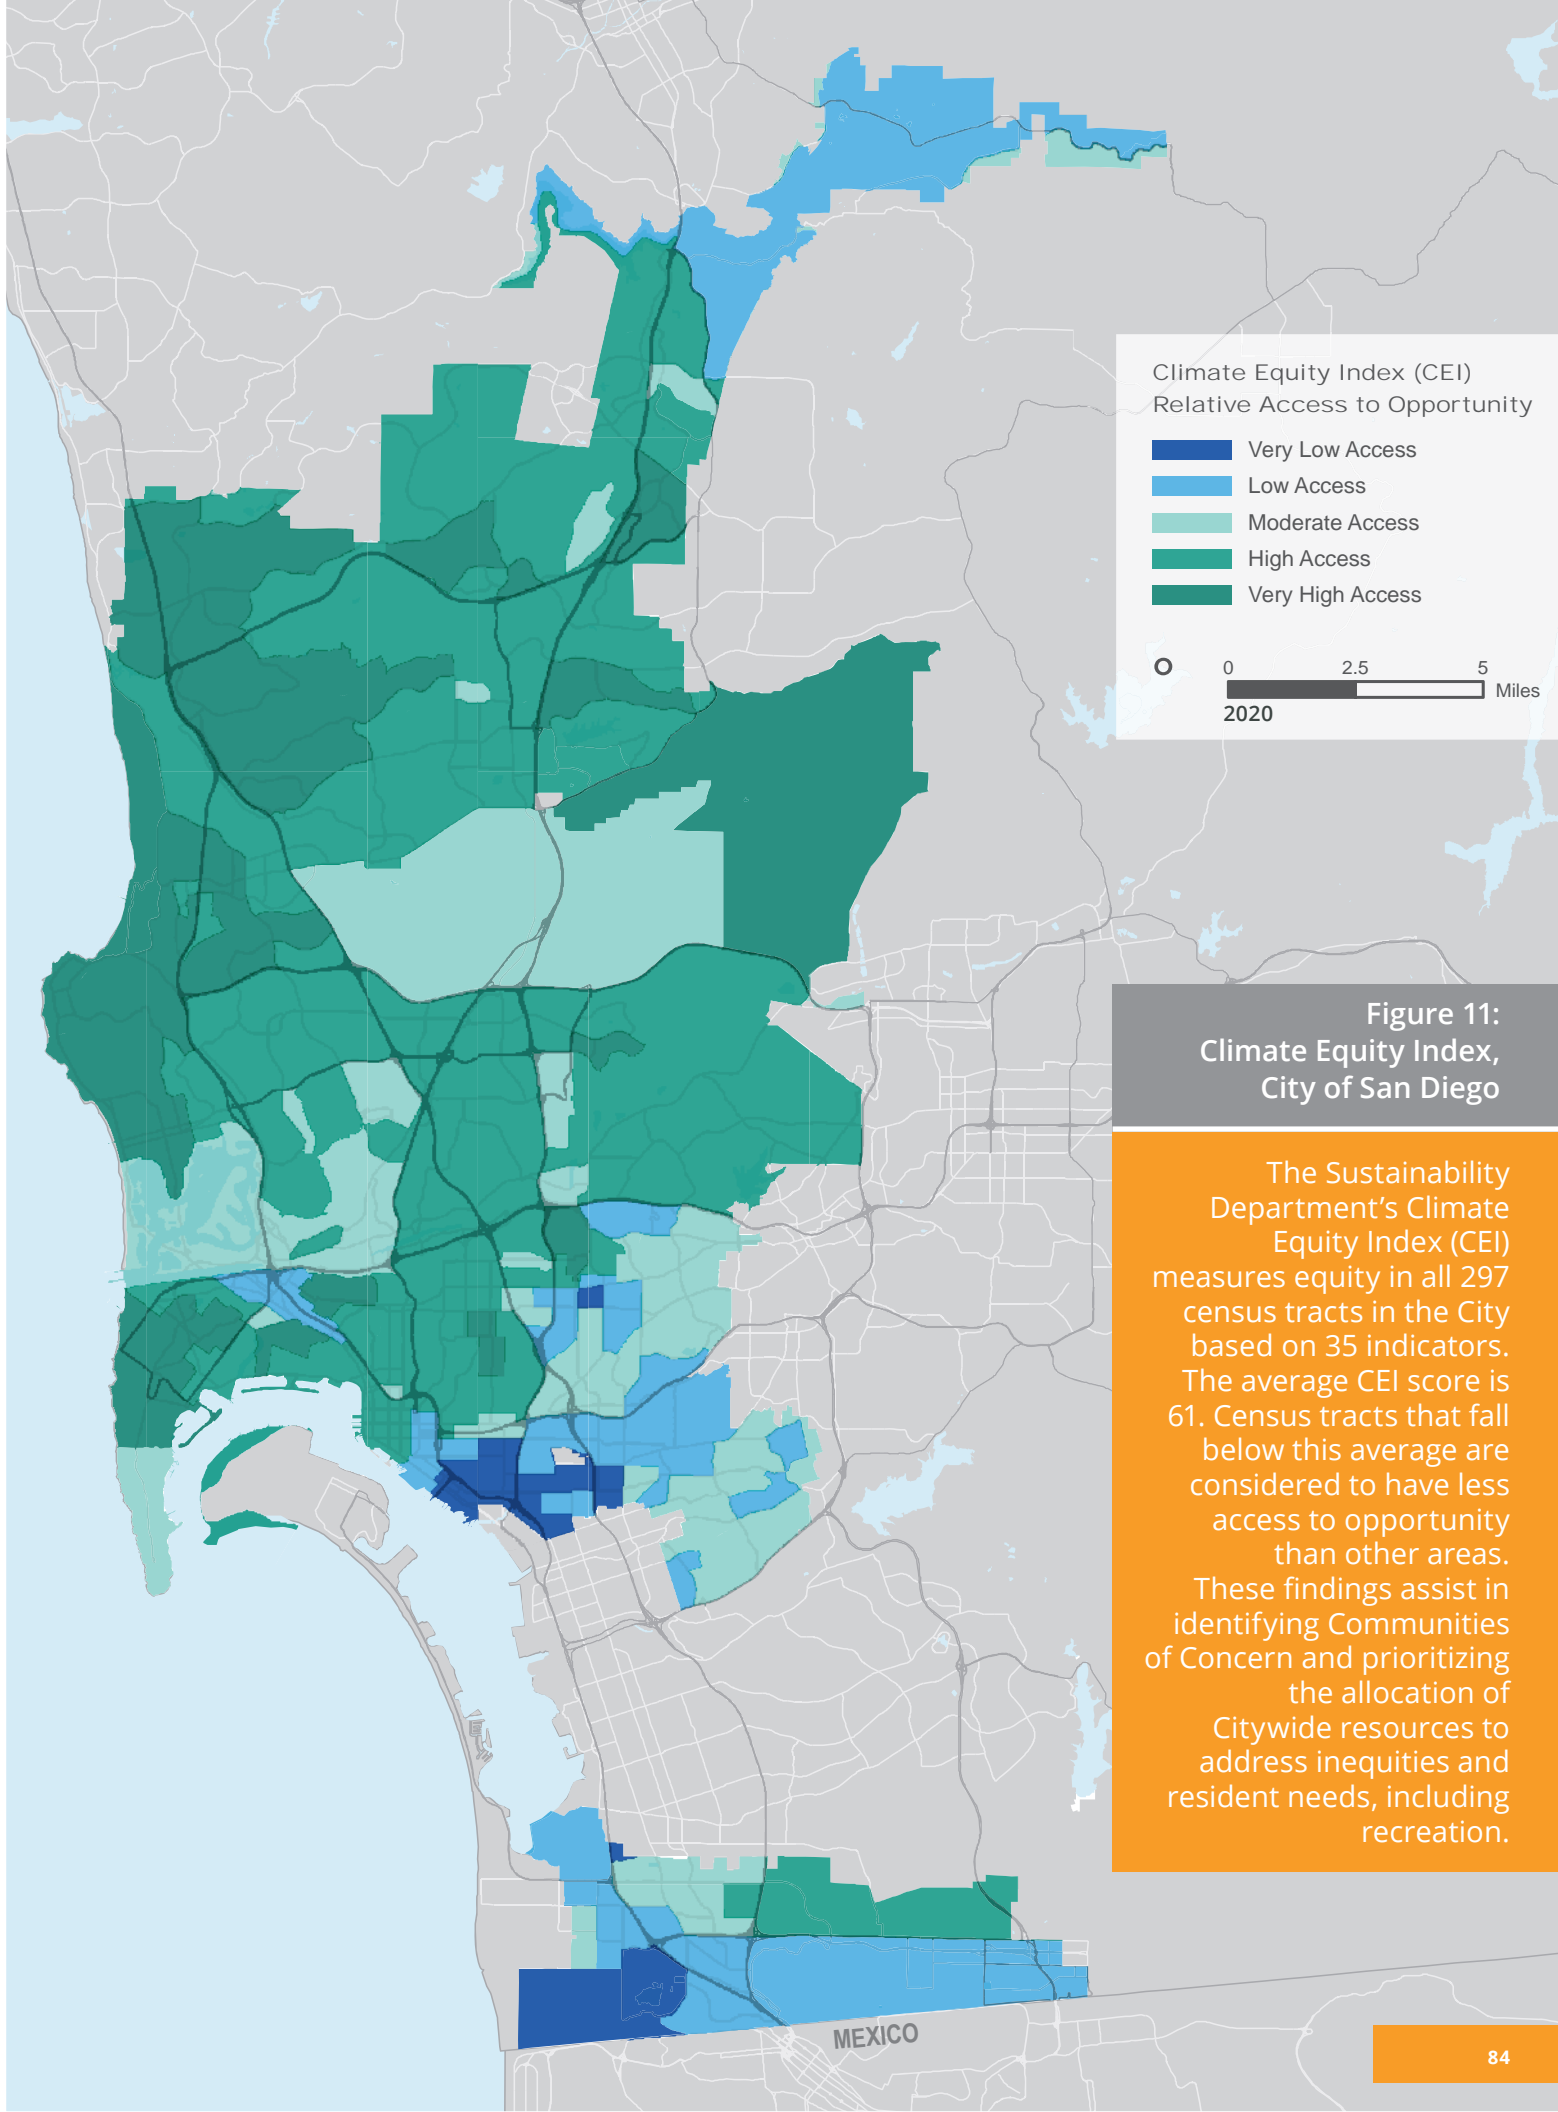 Climate Equity Index (CEI)
Relative Access to Opportunity
Very Low Access
Low Access
Moderate Access
High Access
Very High Access
0 2.5 5
Miles
2020
Figure 11:
Climate Equity Index,
City of San Diego
The Sustainability
Department’s Climate
Equity Index (CEI)
measures equity in all 297
census tracts in the City
based on 35 indicators.
The average CEI score is
61. Census tracts that fall
below this average are
considered to have less
access to opportunity
than other areas.
These findings assist in
identifying Communities
of Concern and prioritizing
the allocation of
Citywide resources to
address inequities and
resident needs, including
recreation.
MEXICO
84